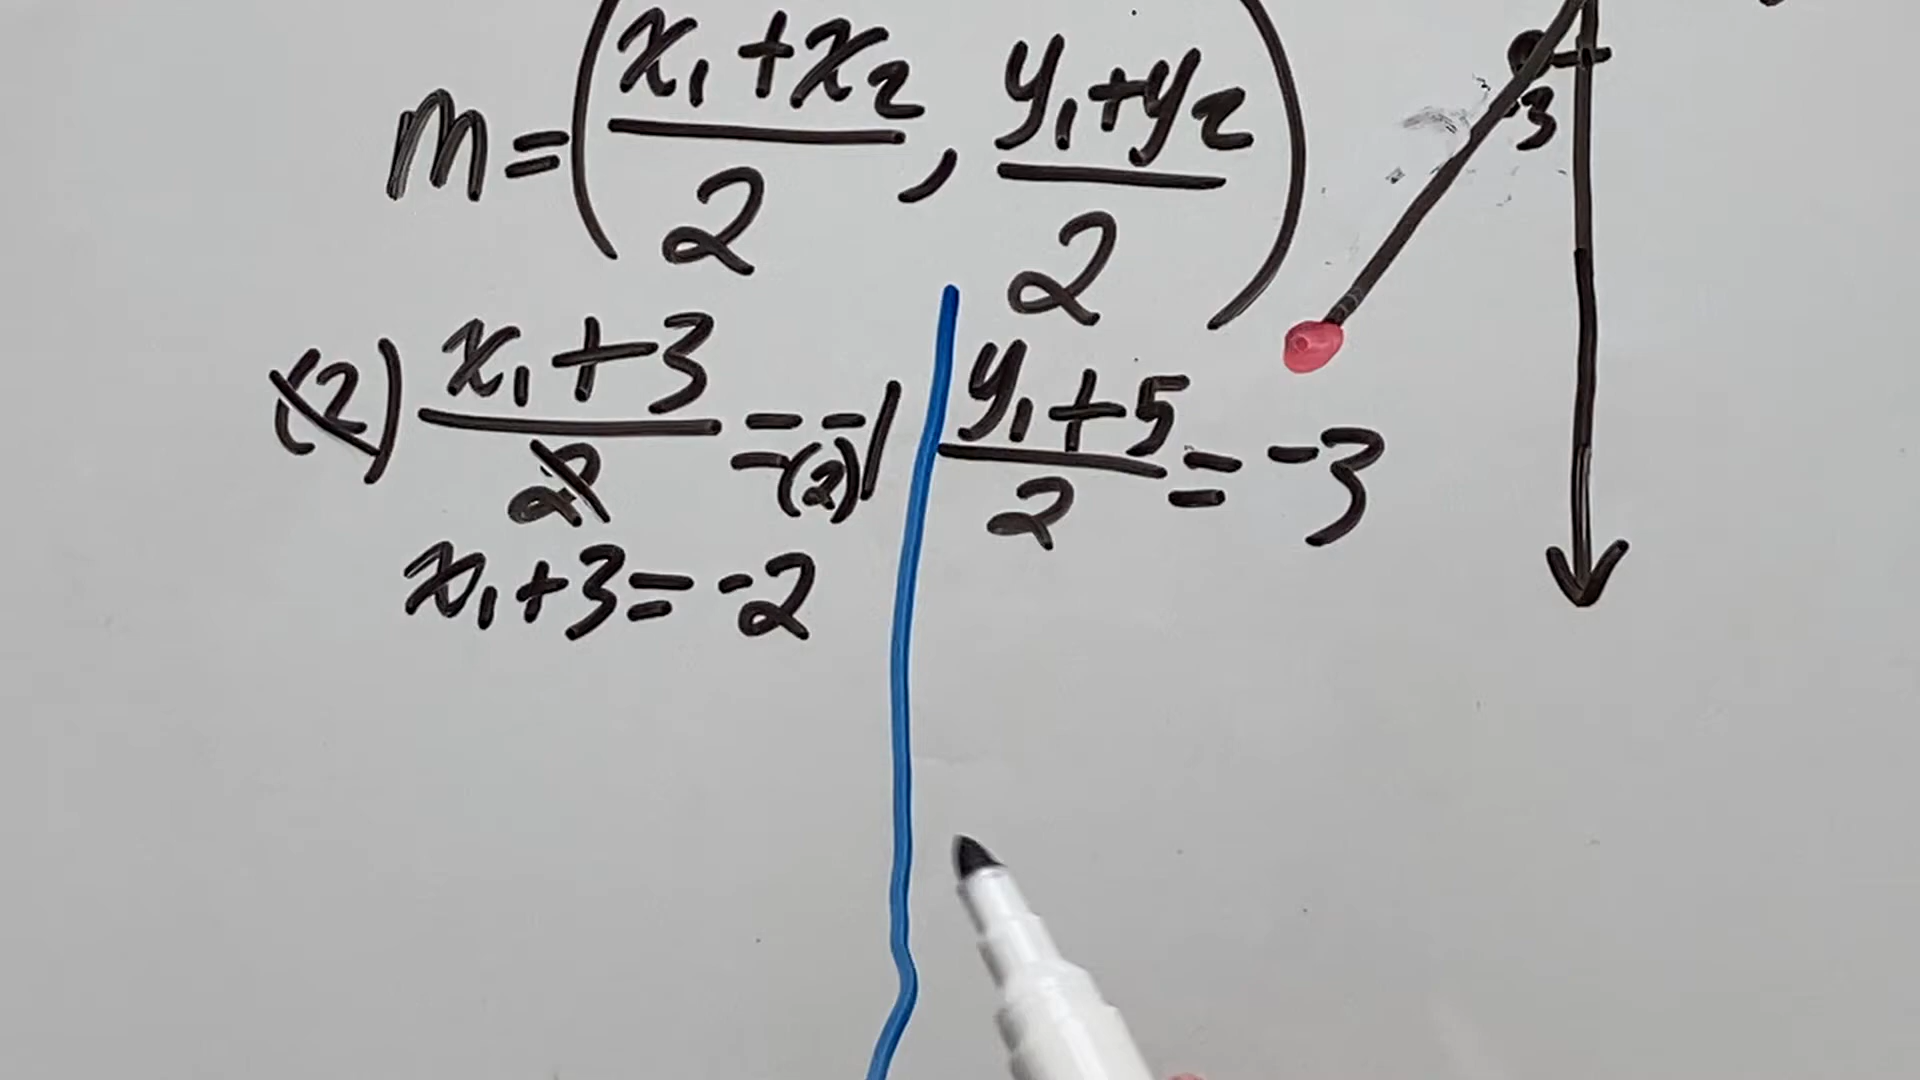 m = ( x₁ + x₂ / 2 , y₁ + y₂ / 2 )
3
(2) x₁ + 3 / 2 = -1 (2)
y₁ + 5 / 2 = -3
x₁ + 3 = -2